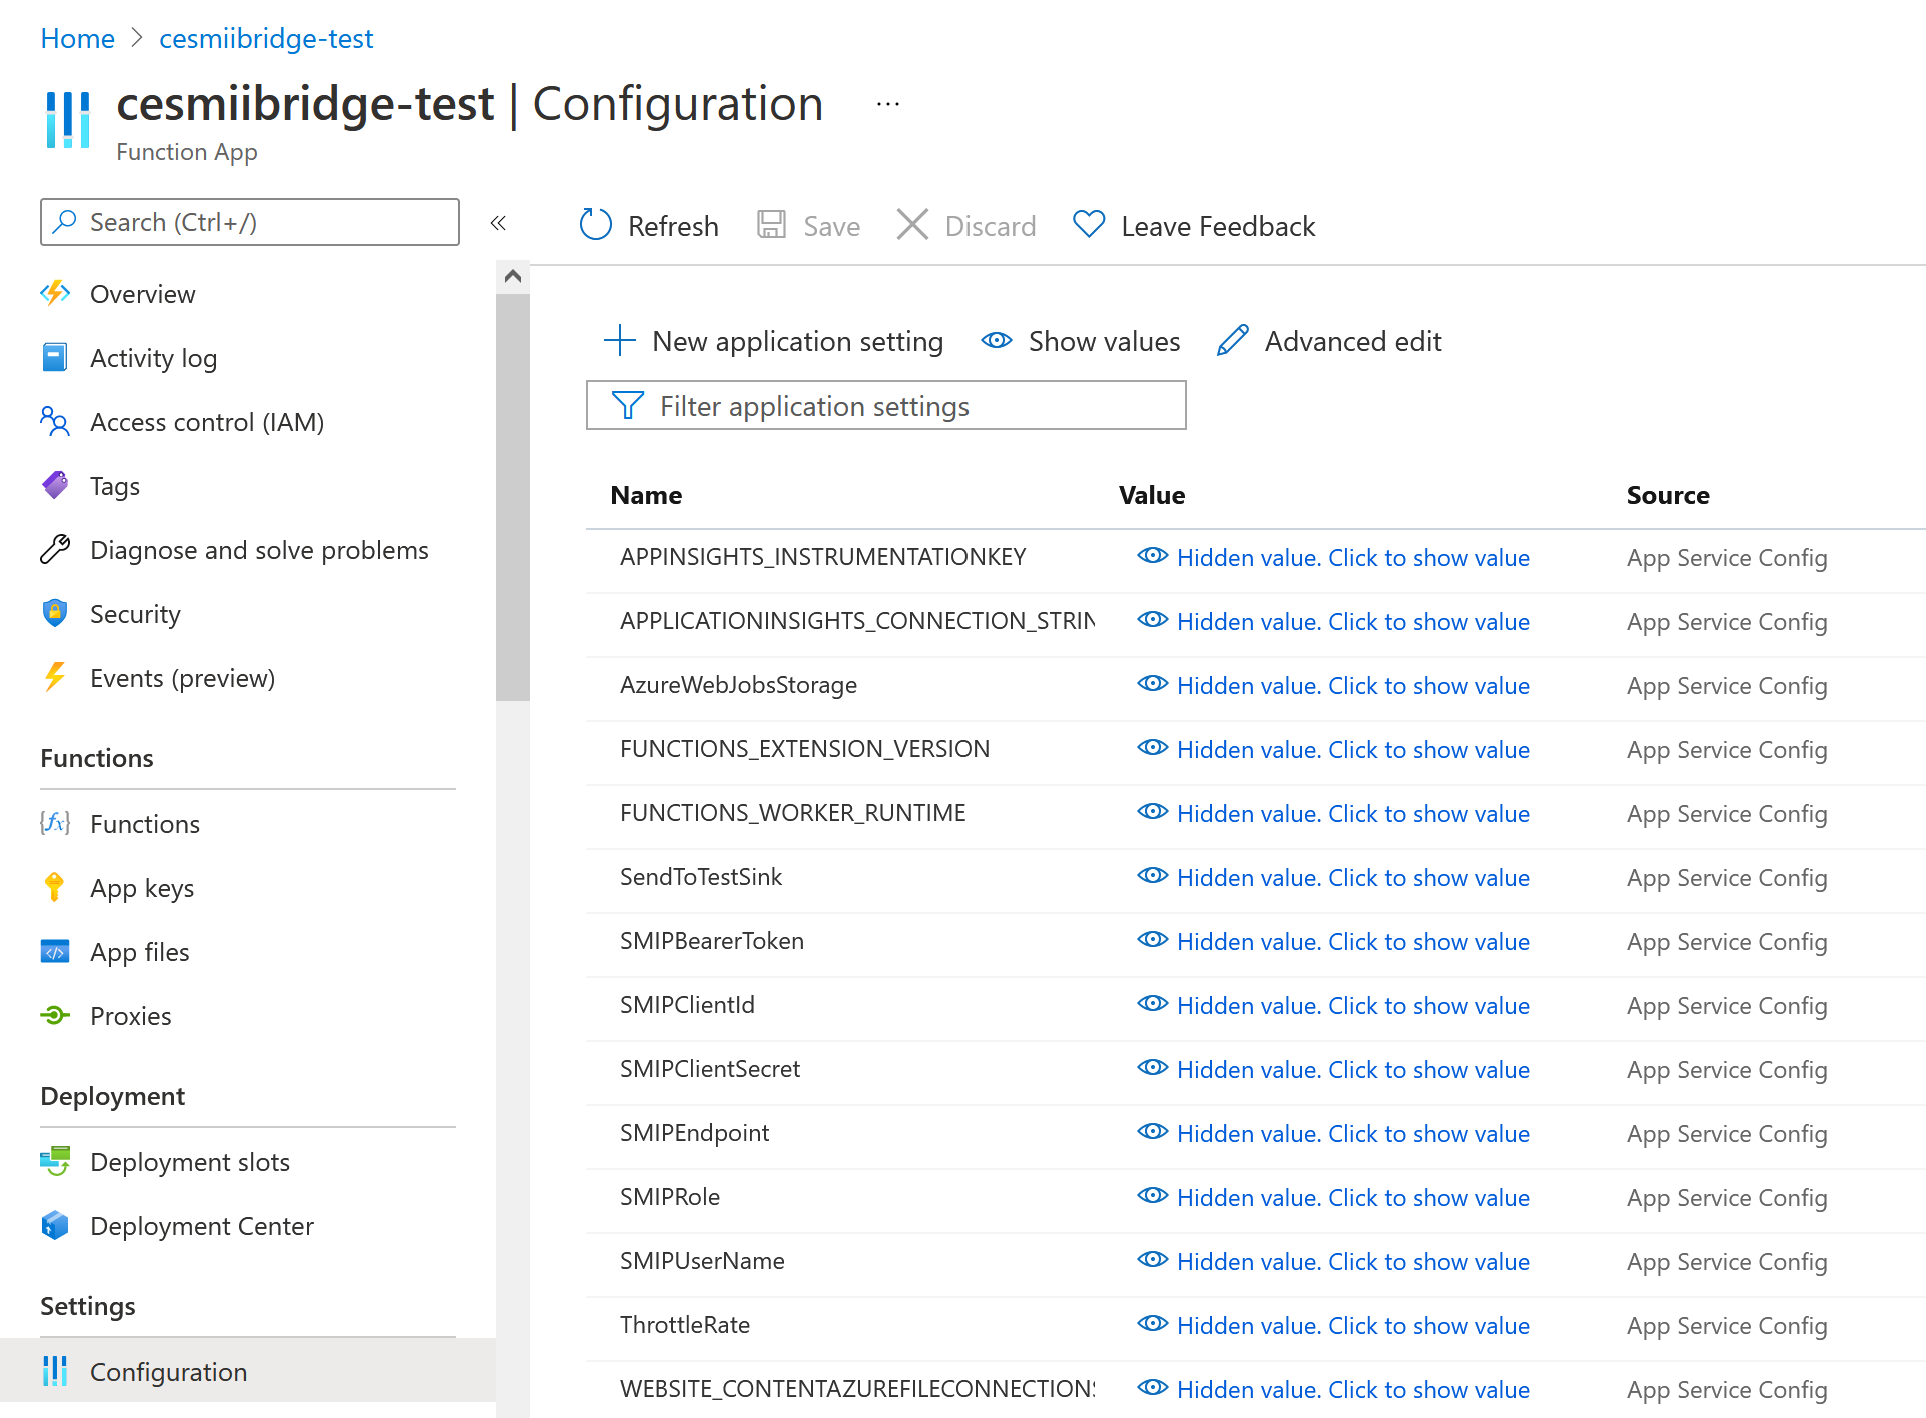 Home > cesmiibridge-test
cesmiibridge-test | Configuration ...
Function App
Search (Ctrl+/)
«
Overview
Activity log
Access control (IAM)
Tags
Diagnose and solve problems
Security
Events (preview)
Functions
Functions
App keys
App files
Proxies
Deployment
Deployment slots
Deployment Center
Settings
Configuration
Refresh Save Discard Leave Feedback
New application setting Show values Advanced edit
Filter application settings
Name Value Source
APPINSIGHTS_INSTRUMENTATIONKEY Hidden value. Click to show value App Service Config
APPLICATIONINSIGHTS_CONNECTION_STRIN Hidden value. Click to show value App Service Config
AzureWebJobsStorage Hidden value. Click to show value App Service Config
FUNCTIONS_EXTENSION_VERSION Hidden value. Click to show value App Service Config
FUNCTIONS_WORKER_RUNTIME Hidden value. Click to show value App Service Config
SendToTestSink Hidden value. Click to show value App Service Config
SMIPBearerToken Hidden value. Click to show value App Service Config
SMIPClientId Hidden value. Click to show value App Service Config
SMIPClientSecret Hidden value. Click to show value App Service Config
SMIPEndpoint Hidden value. Click to show value App Service Config
SMIPRole Hidden value. Click to show value App Service Config
SMIPUserName Hidden value. Click to show value App Service Config
ThrottleRate Hidden value. Click to show value App Service Config
WEBSITE_CONTENTAZUREFILECONNECTIONS Hidden value. Click to show value App Service Config